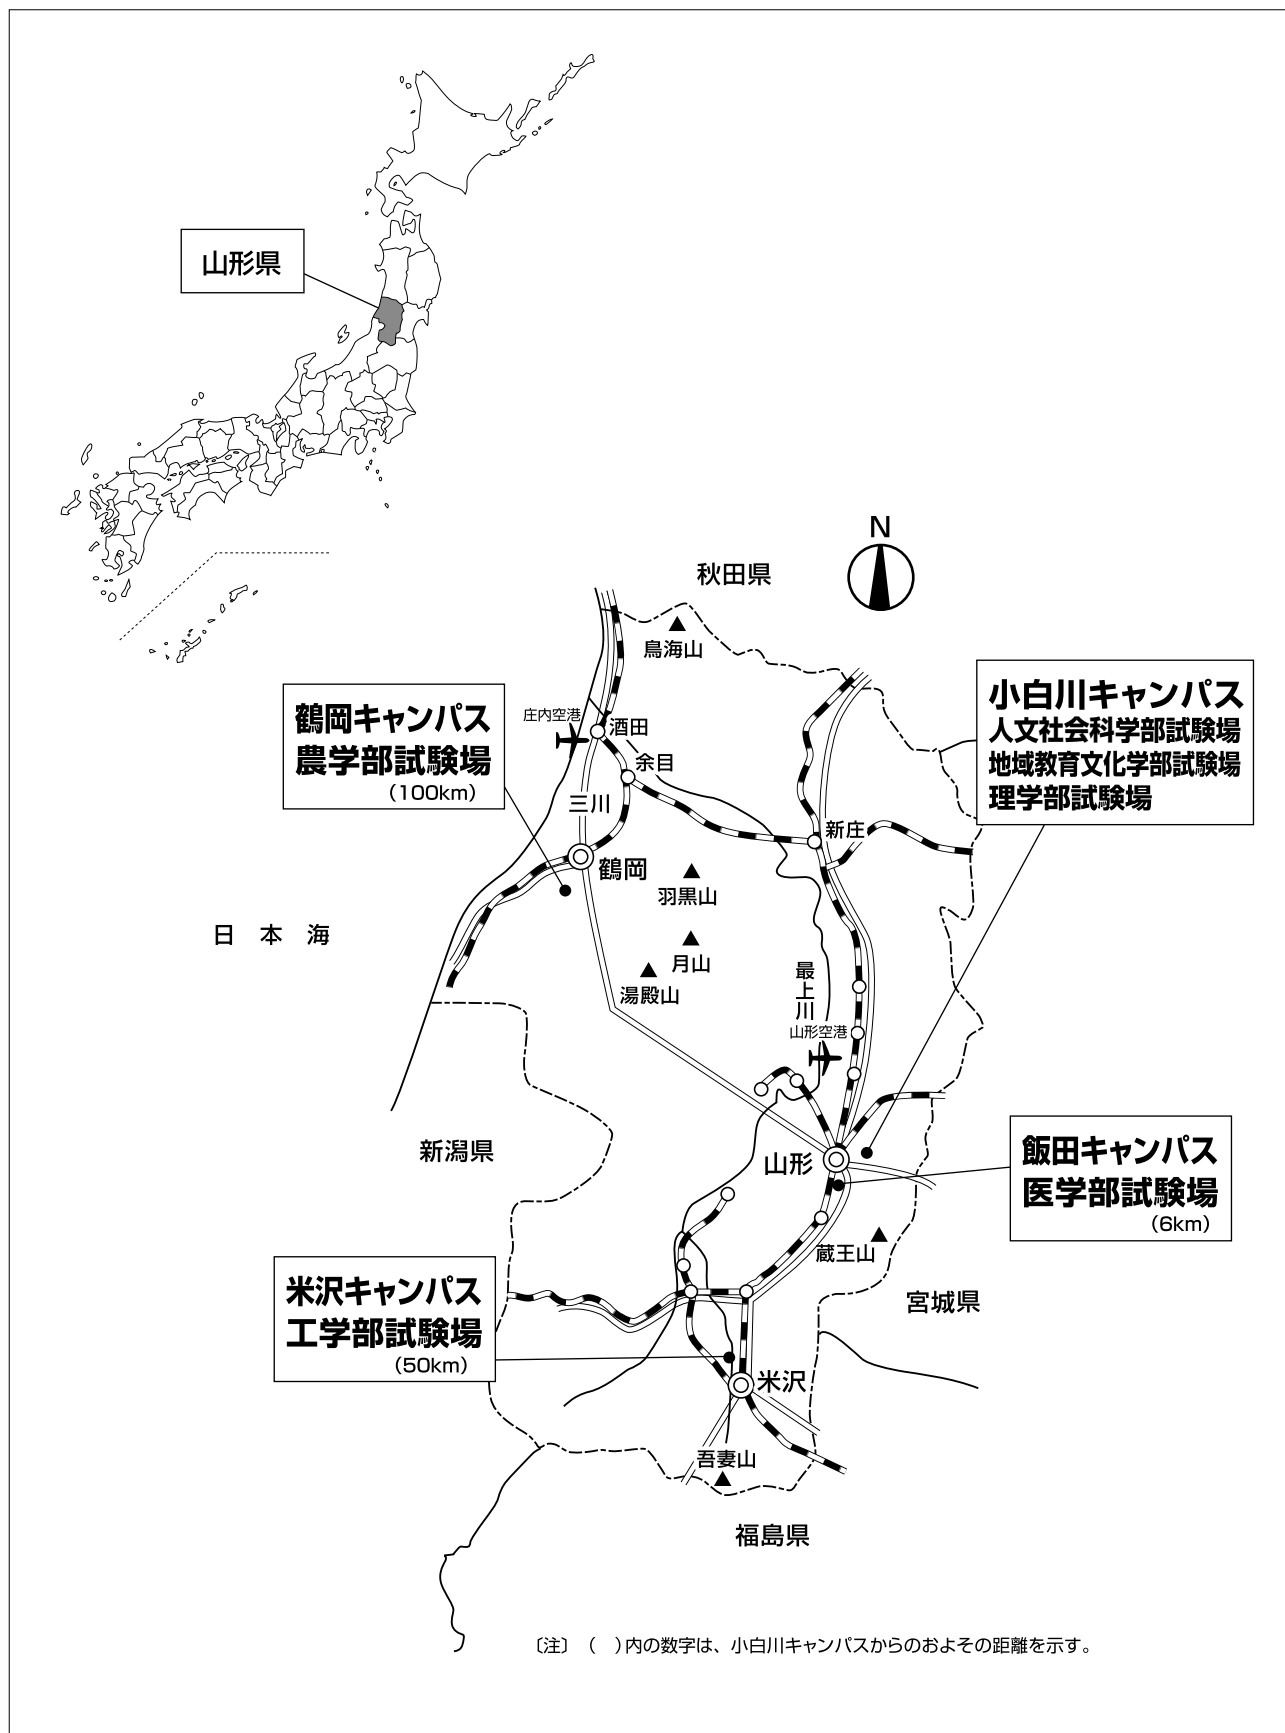 山形県
N
秋田県
鳥海山
鶴岡キャンパス
農学部試験場
(100km)
庄内空港
酒田
余目
三川
鶴岡
小白川キャンパス
人文社会科学部試験場
地域教育文化学部試験場
理学部試験場
新庄
羽黒山
月山
湯殿山
日 本 海
最上川
山形空港
新潟県
山形
飯田キャンパス
医学部試験場
(6km)
蔵王山
宮城県
米沢キャンパス
工学部試験場
(50km)
米沢
吾妻山
福島県
〔注〕 ( )内の数字は、小白川キャンパスからのおよその距離を示す。